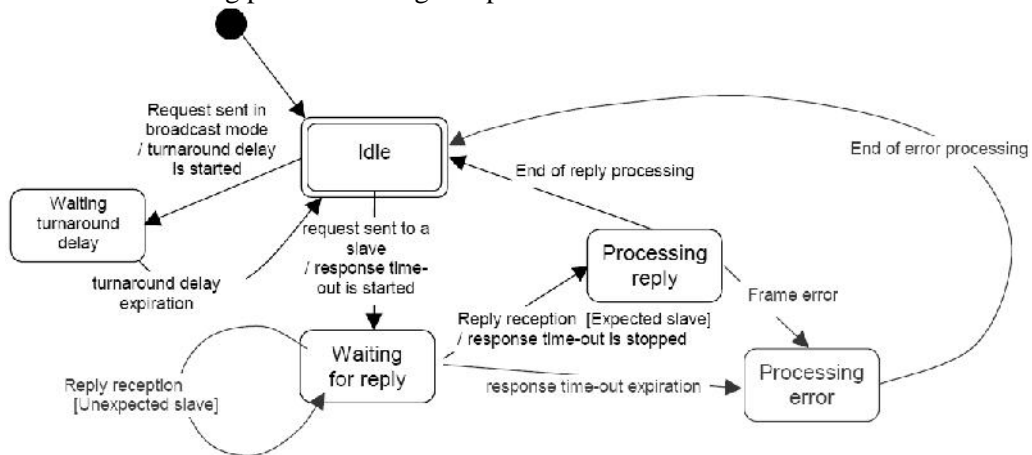 Request sent in
broadcast mode
/ turnaround delay
Is started
Idle
End of error processing
End of reply processing
Waiting
turnaround
delay
request sent to a
slave
/ response time-
out is started
Processing
reply
turnaround delay
expiration
Frame error
Reply reception [Expected slave]
/ response time-out is stopped
Waiting
for reply
Reply reception
[Unexpected slave]
response time-out expiration
Processing
error